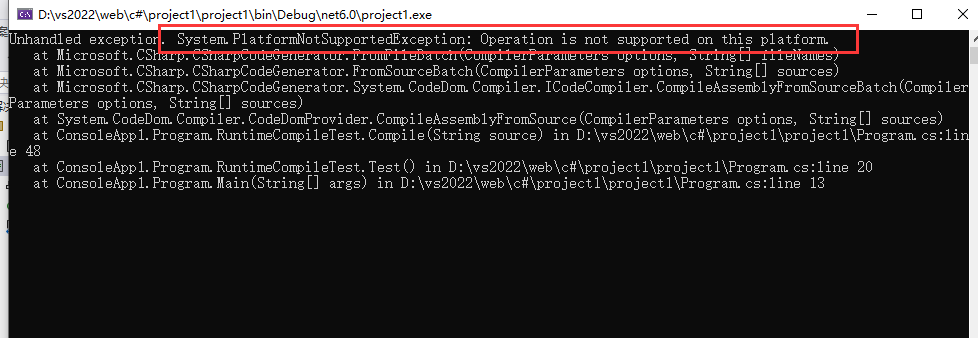 D:\vs2022\web\c#\project1\project1\bin\Debug\net6.0\project1.exe
Unhandled exception. System.PlatformNotSupportedException: Operation is not supported on this platform.
at Microsoft.CSharp.CSharpCodeGenerator.FromFileBatch(CompilerParameters options, String[] fileNames)
at Microsoft.CSharp.CSharpCodeGenerator.FromSourceBatch(CompilerParameters options, String[] sources)
at Microsoft.CSharp.CSharpCodeGenerator.System.CodeDom.Compiler.ICodeCompiler.CompileAssemblyFromSourceBatch(Compiler
Parameters options, String[] sources)
at System.CodeDom.Compiler.CodeDomProvider.CompileAssemblyFromSource(CompilerParameters options, String[] sources)
at ConsoleApp1.Program.RuntimeCompileTest.Compile(String source) in D:\vs2022\web\c#\project1\project1\Program.cs:lin
e 48
at ConsoleApp1.Program.RuntimeCompileTest.Test() in D:\vs2022\web\c#\project1\project1\Program.cs:line 20
at ConsoleApp1.Program.Main(String[] args) in D:\vs2022\web\c#\project1\project1\Program.cs:line 13